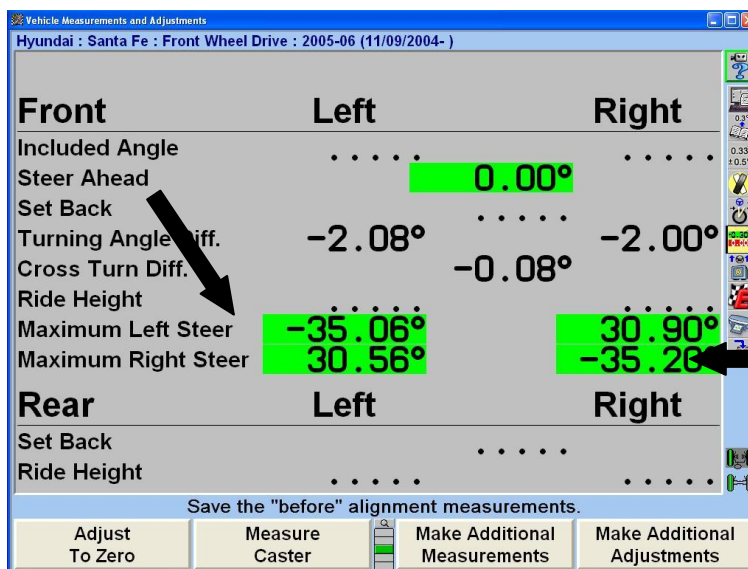 Vehicle Measurements and Adjustments
Hyundai : Santa Fe : Front Wheel Drive : 2005-06 (11/09/2004- )
Front Left Right
Included Angle ..... .....
Steer Ahead 0.00°
Set Back .....
Turning Angle Diff. -2.08° -2.00°
Cross Turn Diff. -0.08°
Ride Height ..... .....
Maximum Left Steer -35.06° 30.90°
Maximum Right Steer 30.56° -35.20°
Rear Left Right
Set Back .....
Ride Height ..... .....
Save the "before" alignment measurements.
Adjust To Zero
Measure Caster
Make Additional Measurements
Make Additional Adjustments